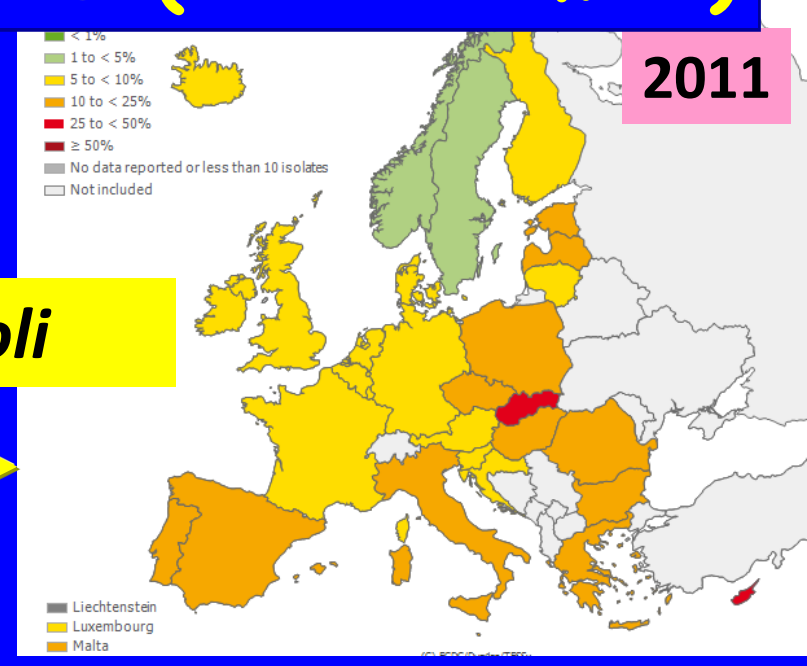 < 1%
1 to < 5%
5 to < 10%
10 to < 25%
25 to < 50%
≥ 50%
No data reported or less than 10 isolates
Not included
2011
oli
Liechtenstein
Luxembourg
Malta